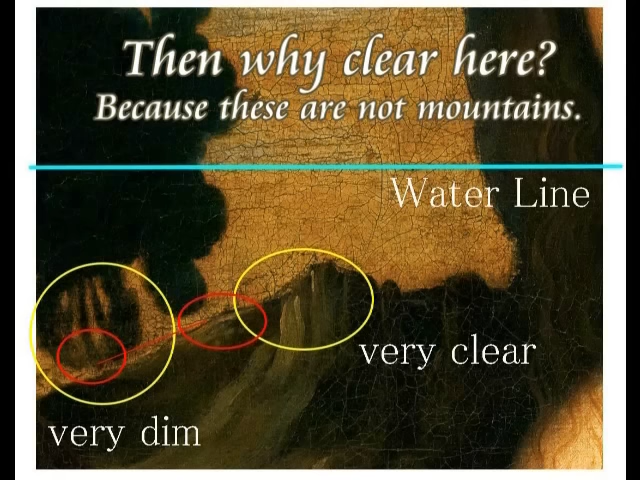 Then why clear here?
Because these are not mountains.
Water Line
very clear
very dim